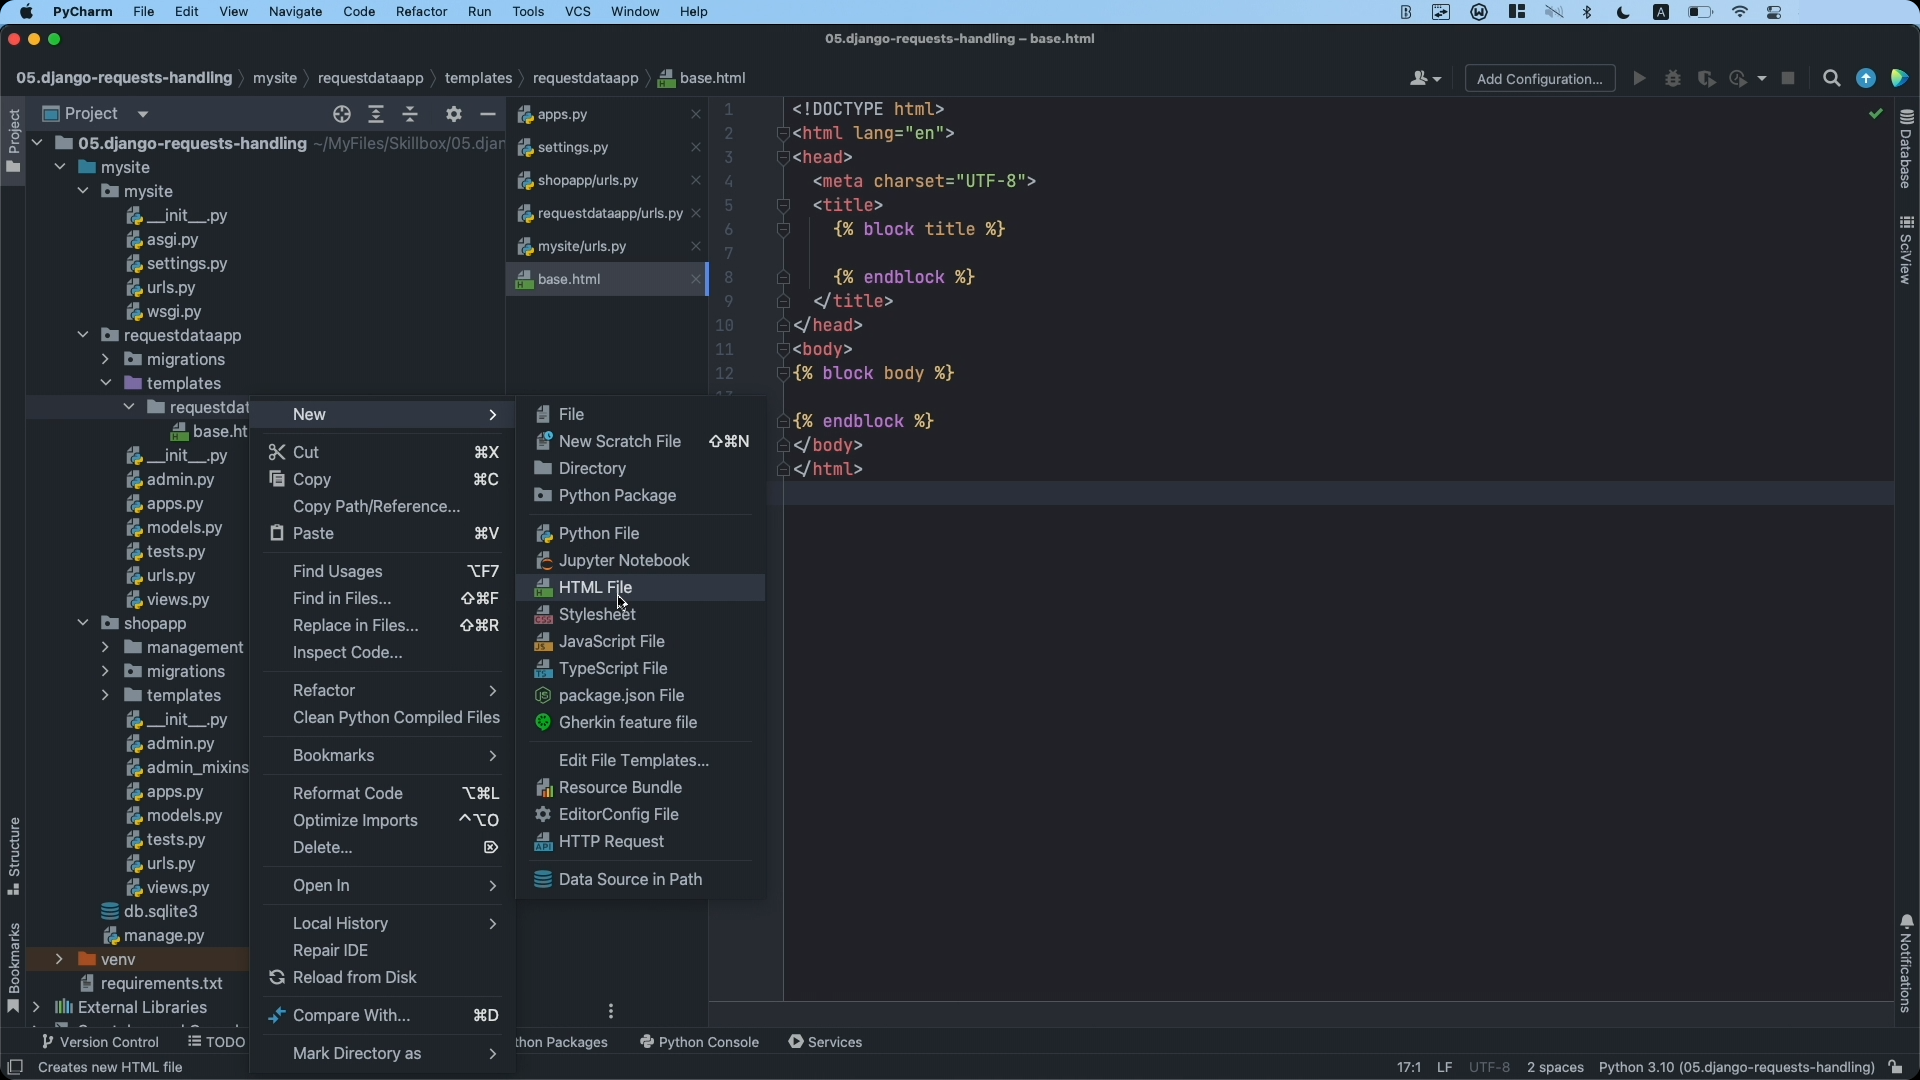 PyCharm File Edit View Navigate Code Refactor Run Tools VCS Window Help
05.django-requests-handling – base.html
05.django-requests-handling mysite requestdataapp templates requestdataapp base.html
Add Configuration...
Project
Project
05.django-requests-handling ~/MyFiles/Skillbox/05.djan
mysite
mysite
__init__.py
asgi.py
settings.py
urls.py
wsgi.py
requestdataapp
migrations
templates
requestdat
base.ht
__init__.py
admin.py
apps.py
models.py
tests.py
urls.py
views.py
shopapp
management
migrations
templates
__init__.py
admin.py
admin_mixins
apps.py
models.py
tests.py
urls.py
views.py
db.sqlite3
manage.py
venv
requirements.txt
External Libraries
Structure
Bookmarks
apps.py
settings.py
shopapp/urls.py
requestdataapp/urls.py
mysite/urls.py
base.html
1 <!DOCTYPE html>
2 <html lang="en">
3 <head>
4 <meta charset="UTF-8">
5 <title>
6 {% block title %}
7
8 {% endblock %}
9 </title>
10 </head>
11 <body>
12 {% block body %}
{% endblock %}
</body>
</html>
New
Cut ⌘X
Copy ⌘C
Copy Path/Reference...
Paste ⌘V
Find Usages ⌥F7
Find in Files... ⇧⌘F
Replace in Files... ⇧⌘R
Inspect Code...
Refactor
Clean Python Compiled Files
Bookmarks
Reformat Code ⌥⌘L
Optimize Imports ^⌥O
Delete... ⌦
Open In
Local History
Repair IDE
Reload from Disk
Compare With... ⌘D
Mark Directory as
File
New Scratch File ⇧⌘N
Directory
Python Package
Python File
Jupyter Notebook
HTML File
Stylesheet
JavaScript File
TypeScript File
package.json File
Gherkin feature file
Edit File Templates...
Resource Bundle
EditorConfig File
HTTP Request
Data Source in Path
Database
SciView
Notifications
Version Control TODO thon Packages Python Console Services
Creates new HTML file
17:1 LF UTF-8 2 spaces Python 3.10 (05.django-requests-handling)